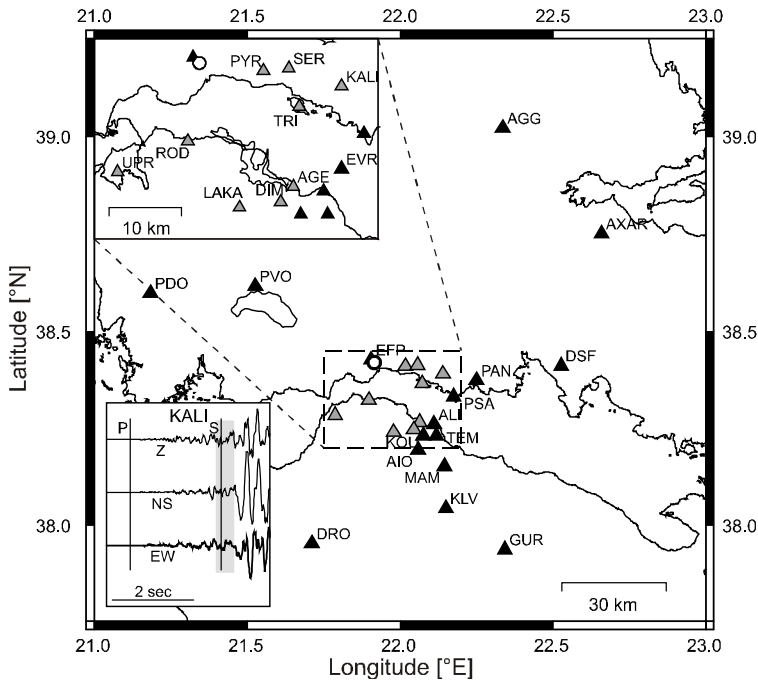 21.0 21.5 22.0 22.5 23.0
PYR SER
KALI
TRI
AGG
39.0 39.0
ROD
EVR
UPR
AGE
LAKA DIM
10 km
AXAR
PDO PVO
38.5 38.5
EFP
PAN DSF
PSA
KALI
P S
Z
ALI
KOU TEM
AIO
MAM
NS
KLV
38.0 38.0
DRO GUR
EW
2 sec
30 km
21.0 21.5 22.0 22.5 23.0
Longitude [°E]
Latitude [°N]